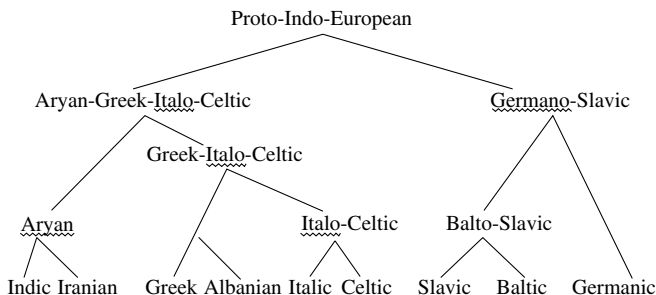 Proto-Indo-European
Aryan-Greek-Italo-Celtic Germano-Slavic
Greek-Italo-Celtic
Aryan Italo-Celtic Balto-Slavic
Indic Iranian Greek Albanian Italic Celtic Slavic Baltic Germanic